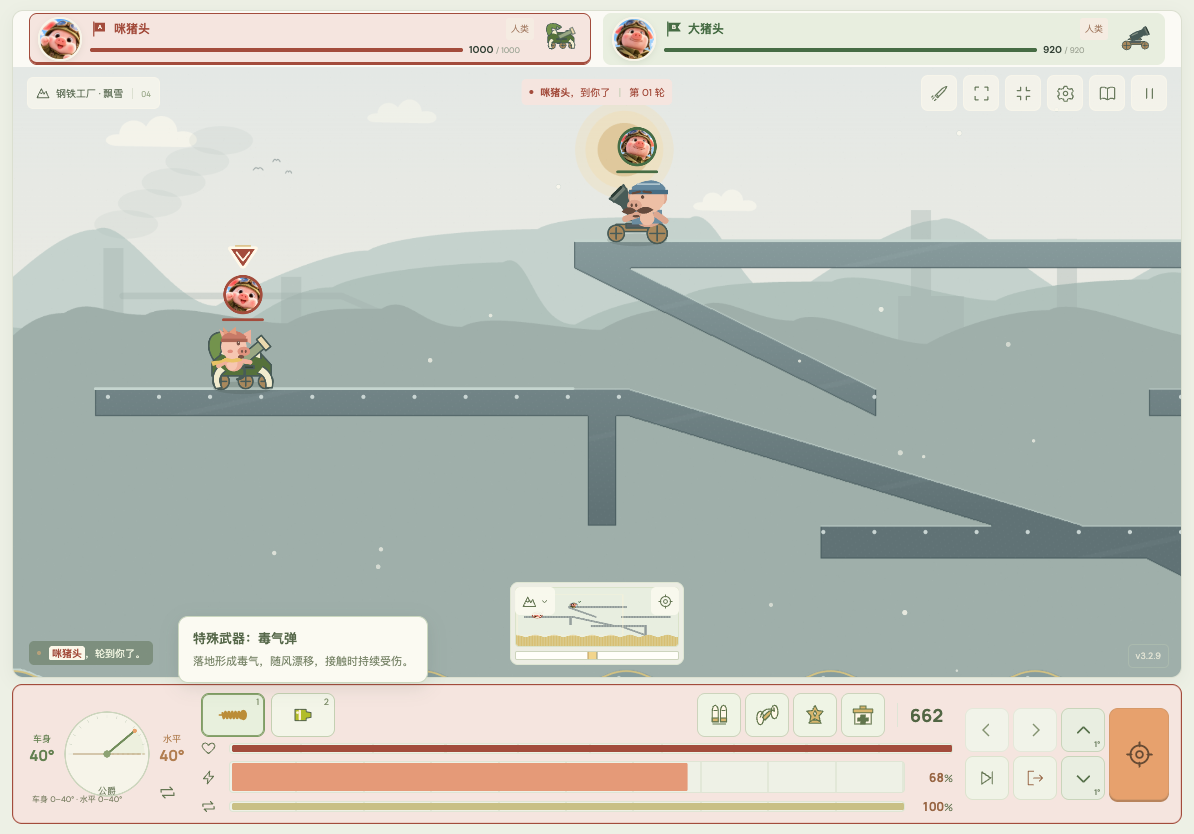 A
咪猪头
人类
1000 / 1000
大猪头
人类
920 / 920
钢铁工厂 · 飘雪 04
咪猪头，到你了 第 01 轮
特殊武器：毒气弹
落地形成毒气，随风漂移，接触时持续受伤。
咪猪头，轮到你了。
v3.2.9
1
2
662
车身
40°
水平
40°
公爵
车身 0–40° · 水平 0–40°
68%
100%
1°
1°